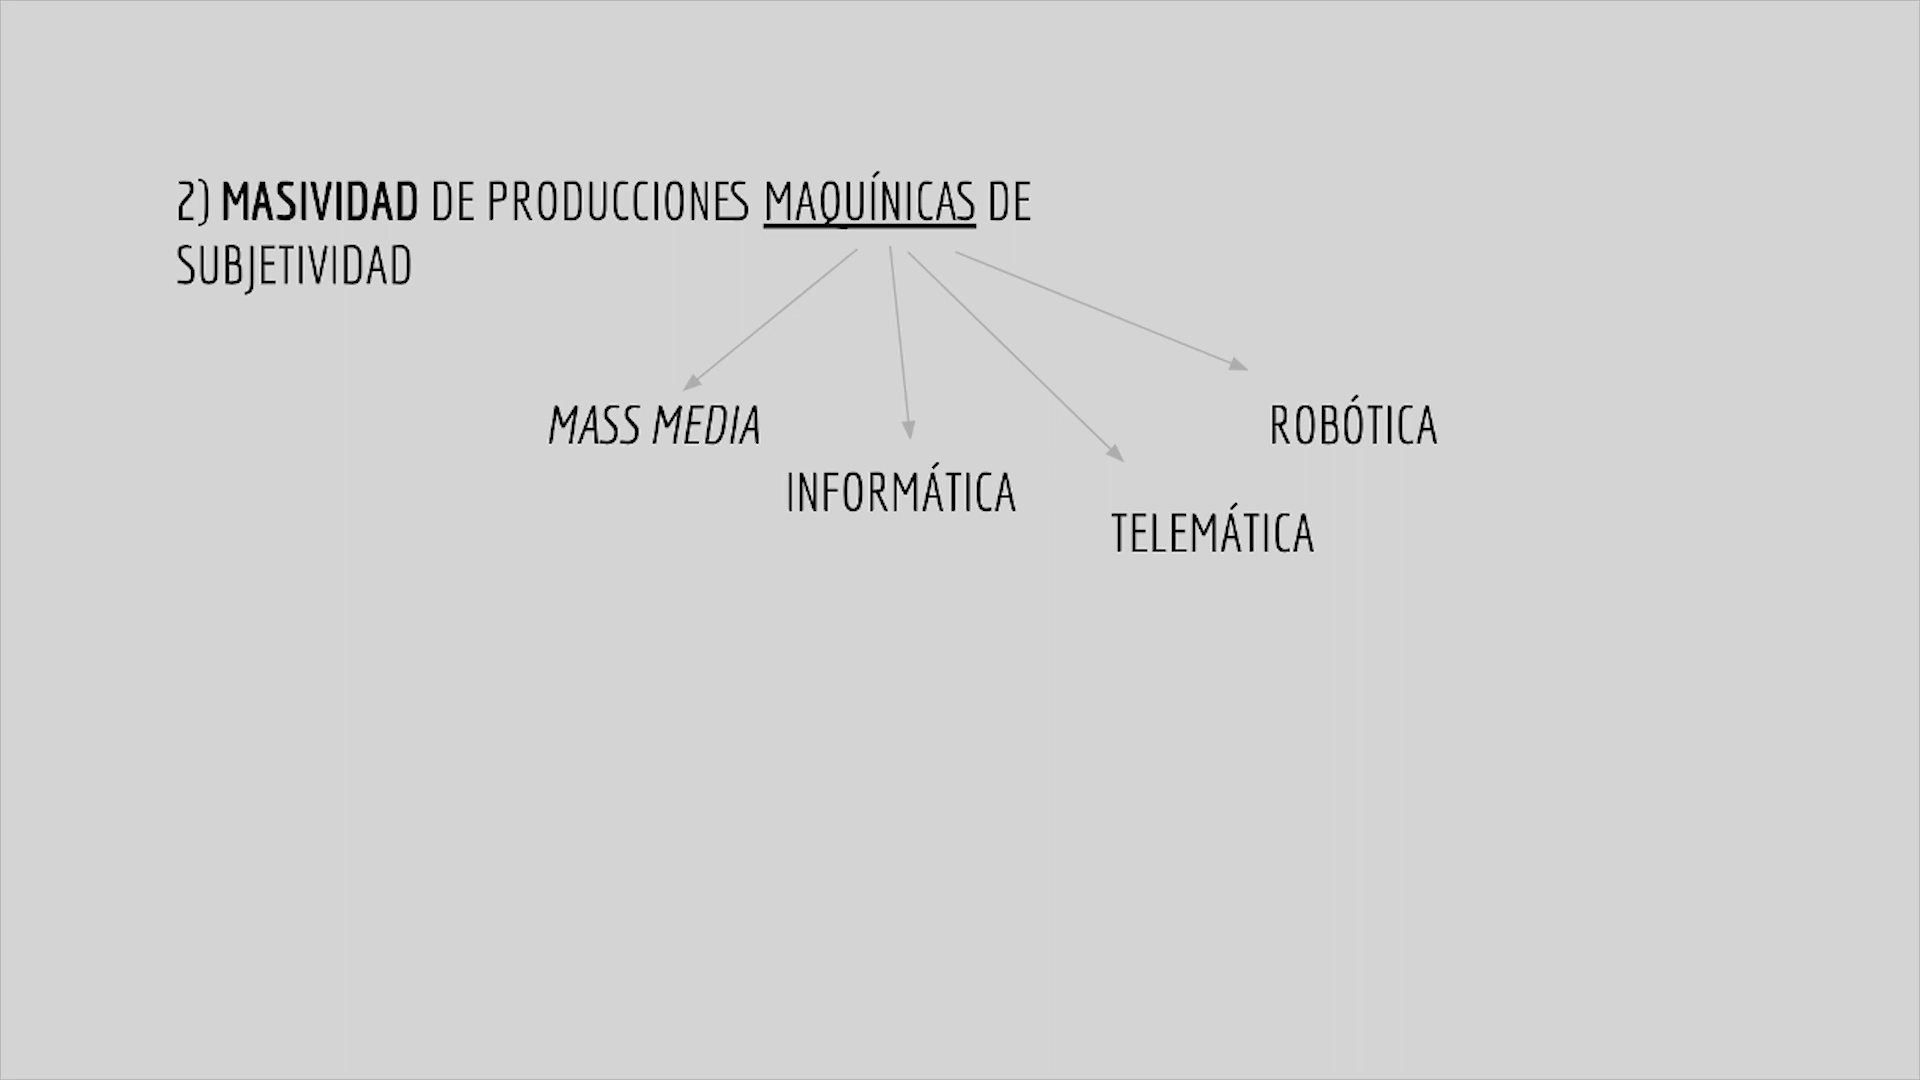 2) MASIVIDAD DE PRODUCCIONES MAQUÍNICAS DE
SUBJETIVIDAD
MASS MEDIA
ROBÓTICA
INFORMÁTICA
TELEMÁTICA